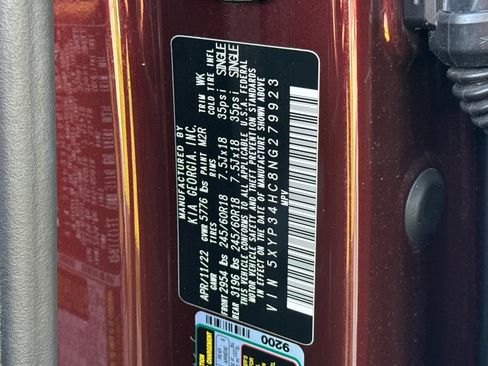 MANUFACTURED BY
KIA GEORGIA, INC.
APR/11/22 GVWR 5776 lbs PAINT M2R TRIM WK
GAWR TIRES RIMS COLD TIRE INFL
FRONT 2954 lbs 245/60R18 7.5Jx18 35psi SINGLE
REAR 3196 lbs 245/60R18 7.5Jx18 35psi SINGLE
THIS VEHICLE CONFORMS TO ALL APPLICABLE U.S.A. FEDERAL
MOTOR VEHICLE SAFETY AND THEFT PREVENTION STANDARDS
IN EFFECT ON THE DATE OF MANUFACTURE SHOWN ABOVE
VIN 5XYP34HC8NG279923
MPV
9200